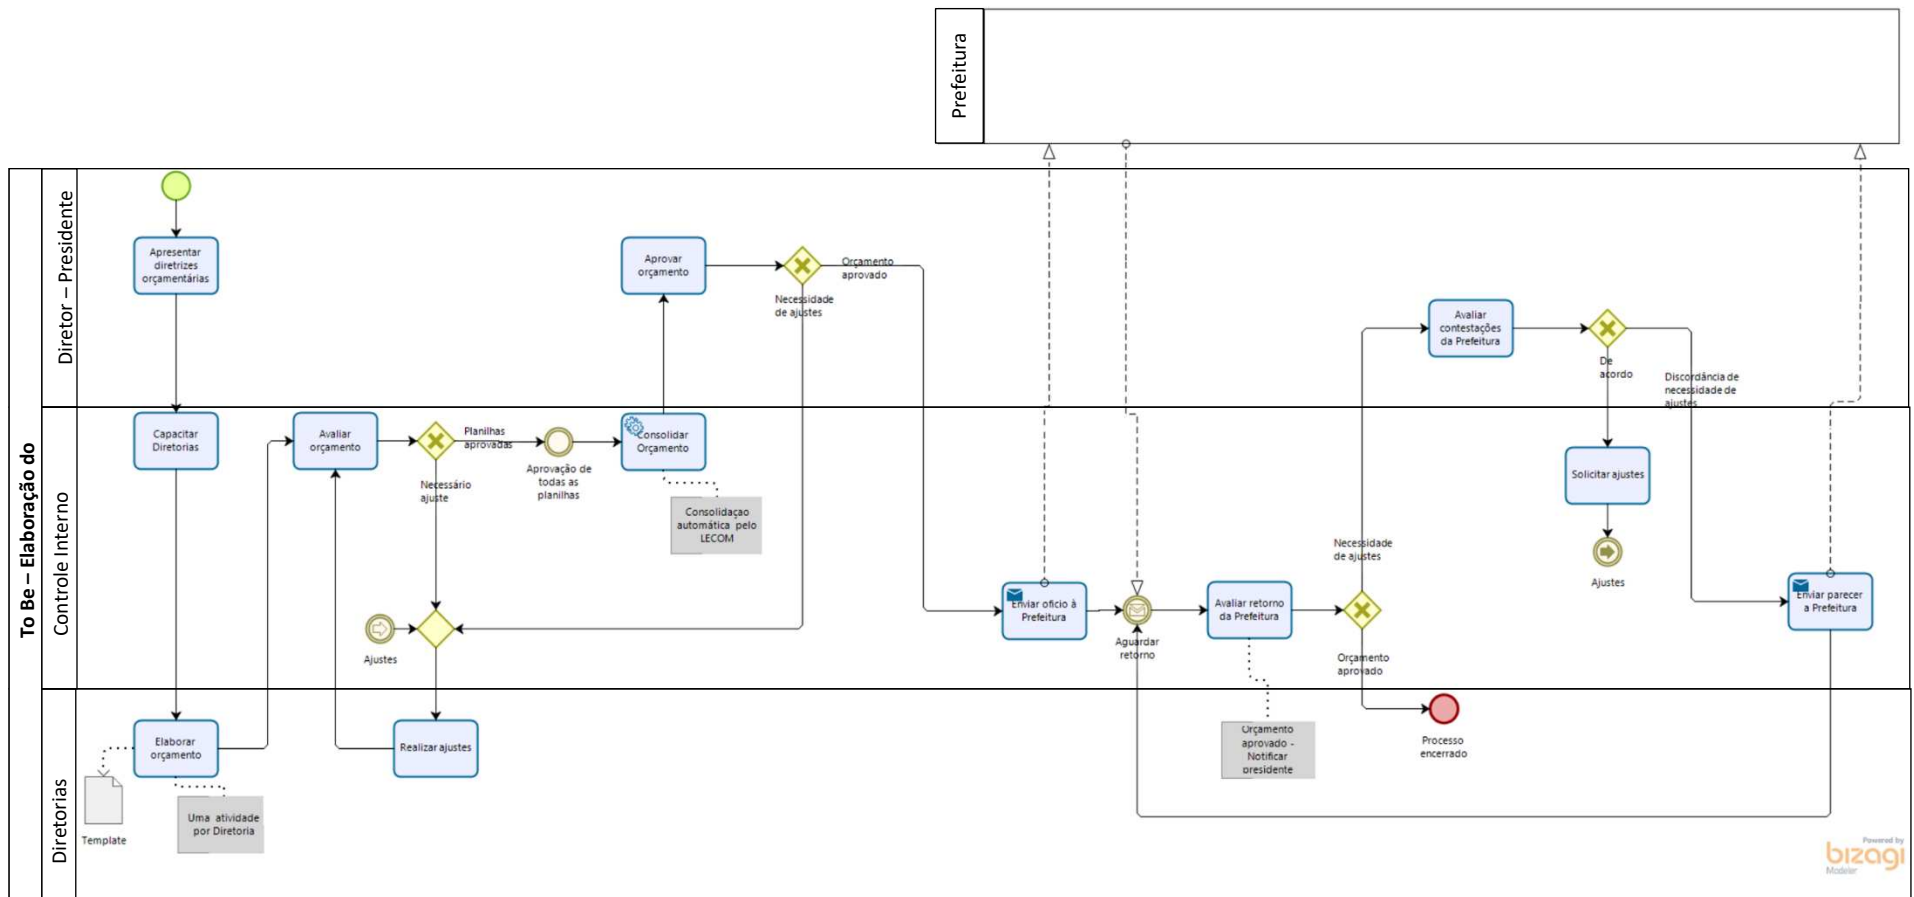 Prefeitura
To Be – Elaboração do
Diretor – Presidente
Apresentar
diretrizes
orçamentárias
Aprovar
orçamento
Necessidade
de ajustes
Orçamento
aprovado
Avaliar
contestações
da Prefeitura
De
acordo
Discordância de
necessidade de
ajustes
Controle Interno
Capacitar
Diretorias
Avaliar
orçamento
Planilhas
aprovadas
Necessário
ajuste
Aprovação de
todas as
planilhas
Consolidar
Orçamento
Consolidaçao
automática pelo
LECOM
Ajustes
Enviar oficio à
Prefeitura
Aguardar
retorno
Avaliar retorno
da Prefeitura
Necessidade
de ajustes
Orçamento
aprovado
Solicitar ajustes
Ajustes
Enviar parecer
a Prefeitura
Diretorias
Elaborar
orçamento
Template
Uma atividade
por Diretoria
Realizar ajustes
Orçamento
aprovado -
Notificar
presidente
Processo
encerrado
Powered by
bizagi
Modeler